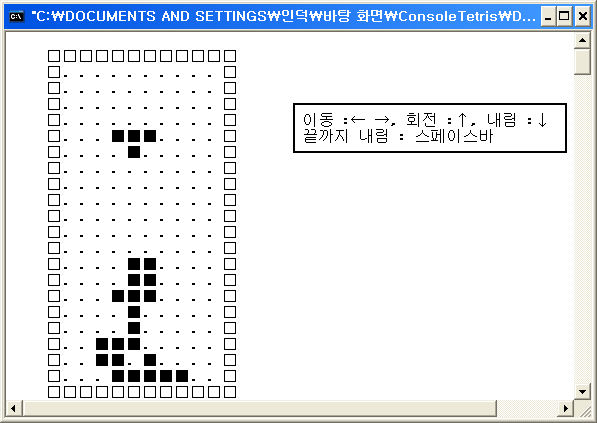 "C:₩DOCUMENTS AND SETTINGS₩인덕₩바탕 화면₩ConsoleTetris₩D...
이동 :← →, 회전 :↑, 내림 :↓
끝까지 내림 : 스페이스바